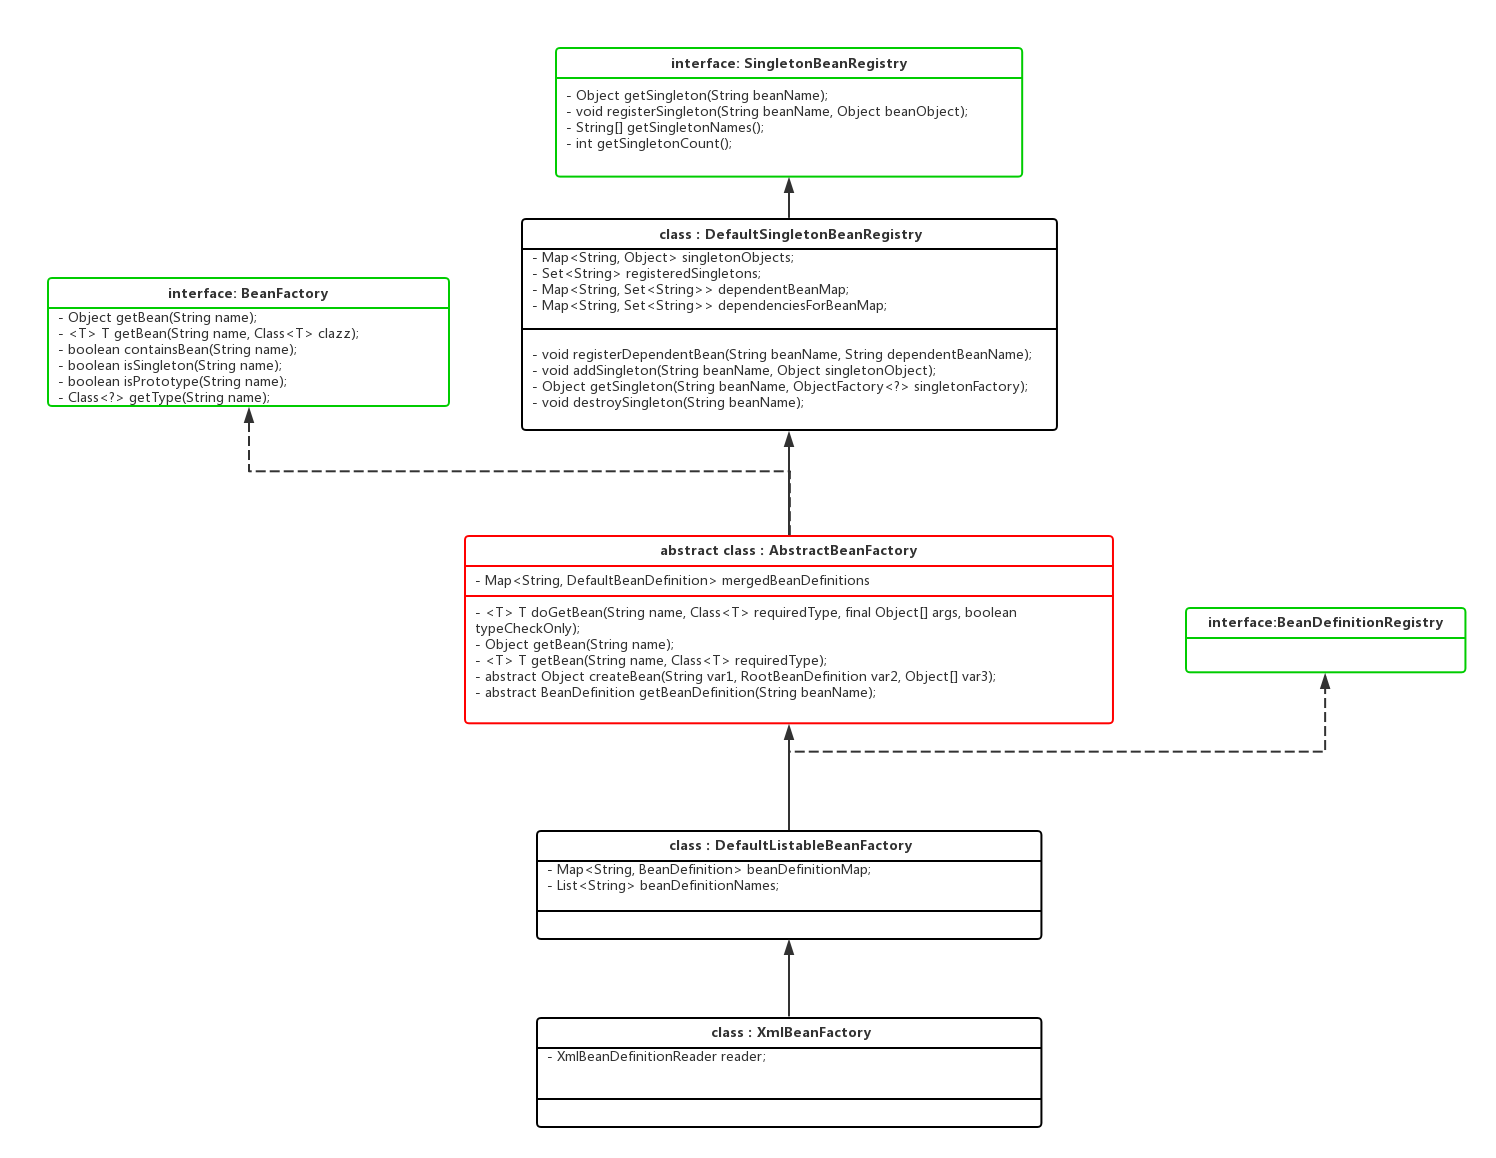 interface: SingletonBeanRegistry
- Object getSingleton(String beanName);
- void registerSingleton(String beanName, Object beanObject);
- String[] getSingletonNames();
- int getSingletonCount();
class : DefaultSingletonBeanRegistry
- Map<String, Object> singletonObjects;
- Set<String> registeredSingletons;
- Map<String, Set<String>> dependentBeanMap;
- Map<String, Set<String>> dependenciesForBeanMap;
- void registerDependentBean(String beanName, String dependentBeanName);
- void addSingleton(String beanName, Object singletonObject);
- Object getSingleton(String beanName, ObjectFactory<?> singletonFactory);
- void destroySingleton(String beanName);
interface: BeanFactory
- Object getBean(String name);
- <T> T getBean(String name, Class<T> clazz);
- boolean containsBean(String name);
- boolean isSingleton(String name);
- boolean isPrototype(String name);
- Class<?> getType(String name);
abstract class : AbstractBeanFactory
- Map<String, DefaultBeanDefinition> mergedBeanDefinitions
- <T> T doGetBean(String name, Class<T> requiredType, final Object[] args, boolean
typeCheckOnly);
- Object getBean(String name);
- <T> T getBean(String name, Class<T> requiredType);
- abstract Object createBean(String var1, RootBeanDefinition var2, Object[] var3);
- abstract BeanDefinition getBeanDefinition(String beanName);
interface:BeanDefinitionRegistry
class : DefaultListableBeanFactory
- Map<String, BeanDefinition> beanDefinitionMap;
- List<String> beanDefinitionNames;
class : XmlBeanFactory
- XmlBeanDefinitionReader reader;